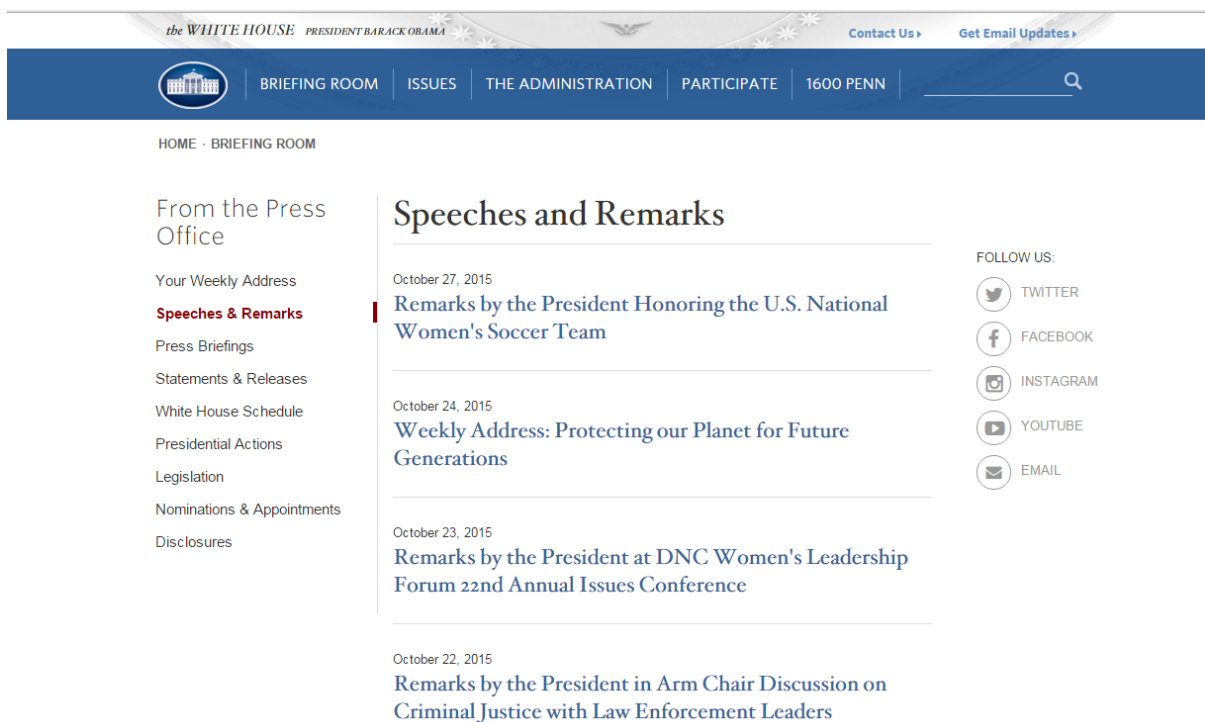 the WHITE HOUSE PRESIDENT BARACK OBAMA
Contact Us
Get Email Updates
BRIEFING ROOM
ISSUES
THE ADMINISTRATION
PARTICIPATE
1600 PENN
HOME · BRIEFING ROOM
From the Press
Office
Your Weekly Address
Speeches & Remarks
Press Briefings
Statements & Releases
White House Schedule
Presidential Actions
Legislation
Nominations & Appointments
Disclosures
Speeches and Remarks
October 27, 2015
Remarks by the President Honoring the U.S. National
Women's Soccer Team
October 24, 2015
Weekly Address: Protecting our Planet for Future
Generations
October 23, 2015
Remarks by the President at DNC Women's Leadership
Forum 22nd Annual Issues Conference
October 22, 2015
Remarks by the President in Arm Chair Discussion on
Criminal Justice with Law Enforcement Leaders
FOLLOW US:
TWITTER
FACEBOOK
INSTAGRAM
YOUTUBE
EMAIL